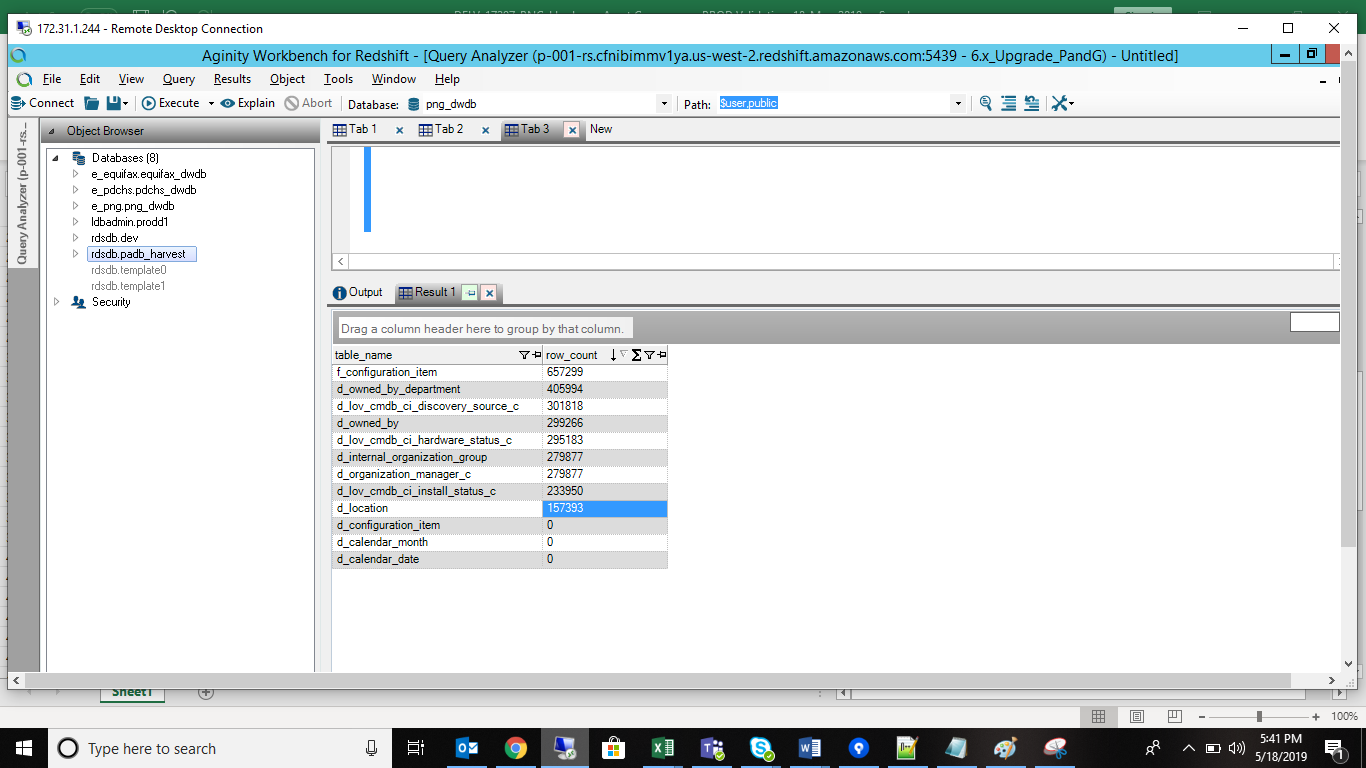 172.31.1.244 - Remote Desktop Connection
Aginity Workbench for Redshift - [Query Analyzer (p-001-rs.cfnibimmv1ya.us-west-2.redshift.amazonaws.com:5439 - 6.x_Upgrade_PandG) - Untitled]
File Edit View Query Results Object Tools Window Help
Connect Execute Explain Abort Database: png_dwdb Path: $user,public
Query Analyzer (p-001-rs...
Object Browser
Tab 1 Tab 2 Tab 3 New
Databases (8)
e_equifax.equifax_dwdb
e_pdchs.pdchs_dwdb
e_png.png_dwdb
ldbadmin.prodd1
rdsdb.dev
rdsdb.padb_harvest
rdsdb.template0
rdsdb.template1
Security
Output Result 1
Drag a column header here to group by that column.
table_name row_count
f_configuration_item 657299
d_owned_by_department 405994
d_lov_cmdb_ci_discovery_source_c 301818
d_owned_by 299266
d_lov_cmdb_ci_hardware_status_c 295183
d_internal_organization_group 279877
d_organization_manager_c 279877
d_lov_cmdb_ci_install_status_c 233950
d_location 157393
d_configuration_item 0
d_calendar_month 0
d_calendar_date 0
Sheet1
100%
Type here to search
5:41 PM
5/18/2019
1